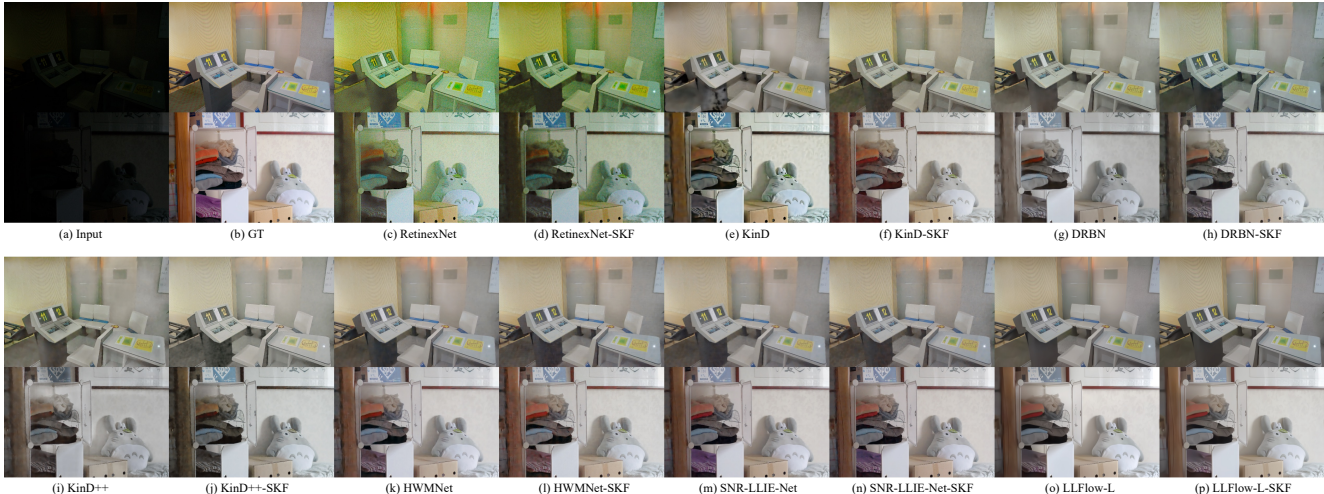 (a) Input
(b) GT
(c) RetinexNet
(d) RetinexNet-SKF
(e) KinD
(f) KinD-SKF
(g) DRBN
(h) DRBN-SKF
(i) KinD++
(j) KinD++-SKF
(k) HWMNet
(l) HWMNet-SKF
(m) SNR-LLIE-Net
(n) SNR-LLIE-Net-SKF
(o) LLFlow-L
(p) LLFlow-L-SKF